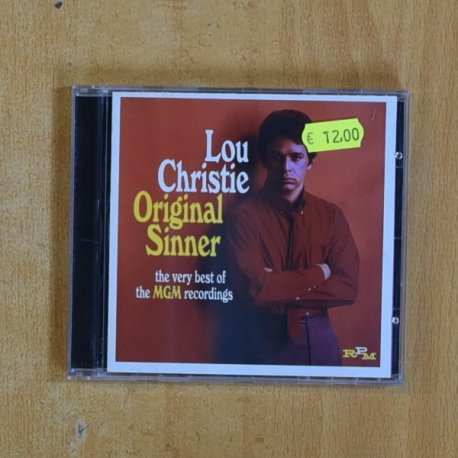 € 12,00
Lou
Christie
Original
Sinner
the very best of
the MGM recordings
RPM